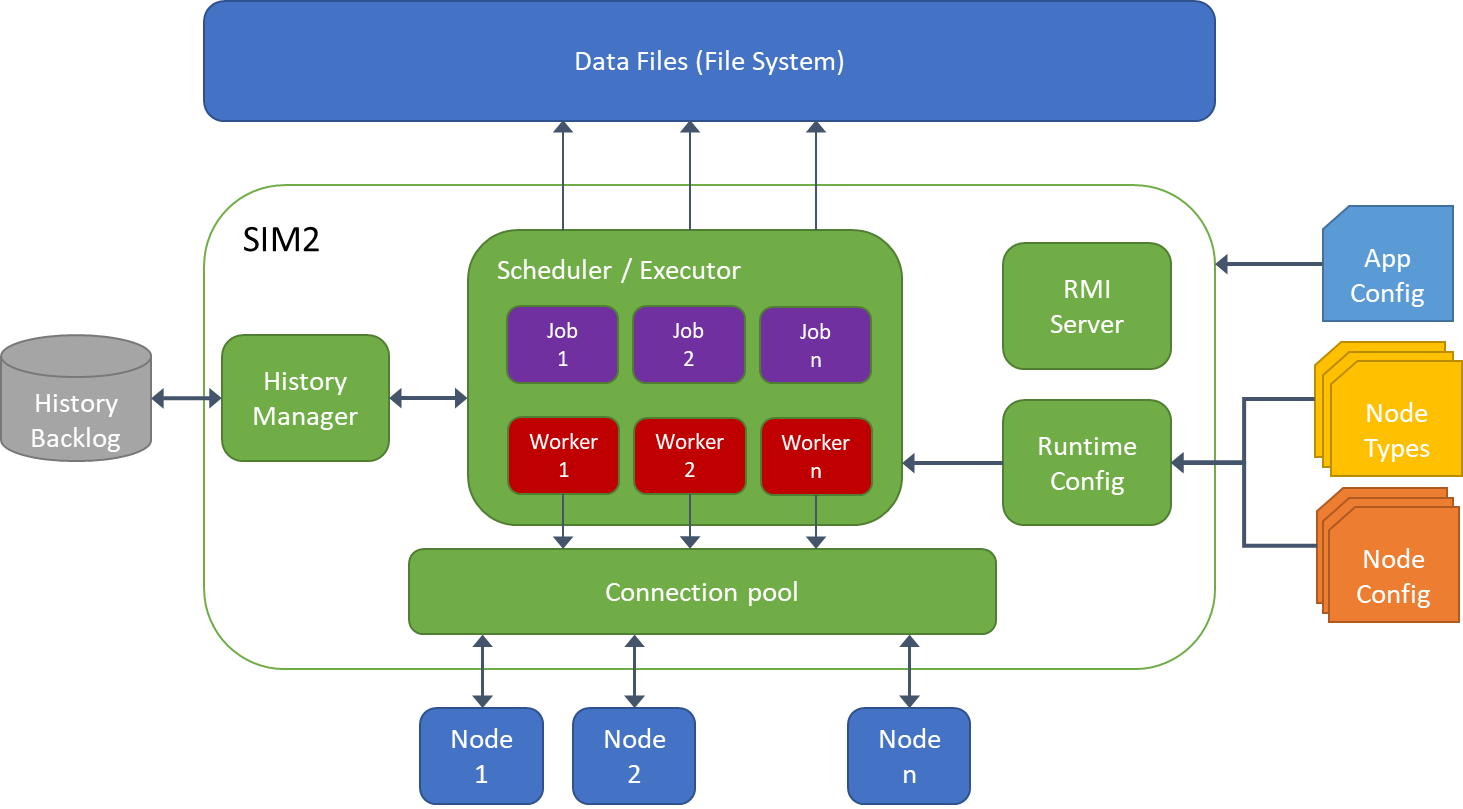 Data Files (File System)
SIM2
Scheduler / Executor
Job
1
Job
2
Job
n
Worker
1
Worker
2
Worker
n
History
Backlog
History
Manager
RMI
Server
Runtime
Config
App
Config
Node
Types
Node
Config
Connection pool
Node
1
Node
2
Node
n